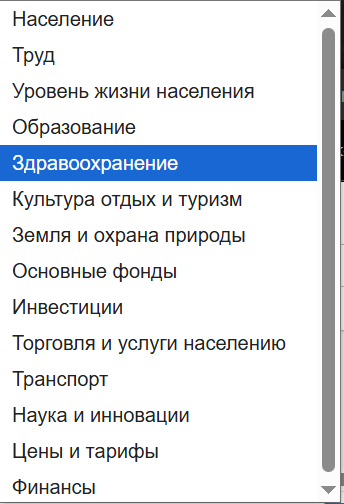 Население
Труд
Уровень жизни населения
Образование
Здравоохранение
Культура отдых и туризм
Земля и охрана природы
Основные фонды
Инвестиции
Торговля и услуги населению
Транспорт
Наука и инновации
Цены и тарифы
Финансы